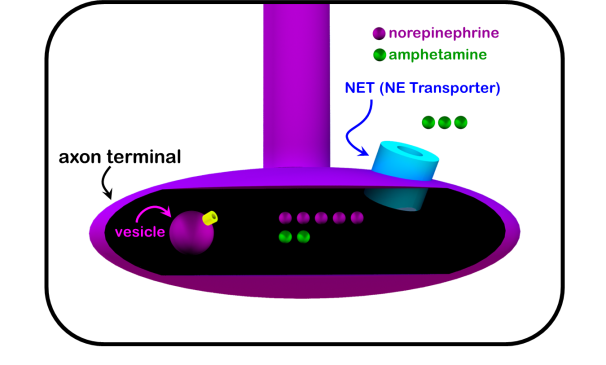 norepinephrine
amphetamine
NET (NE Transporter)
axon terminal
vesicle